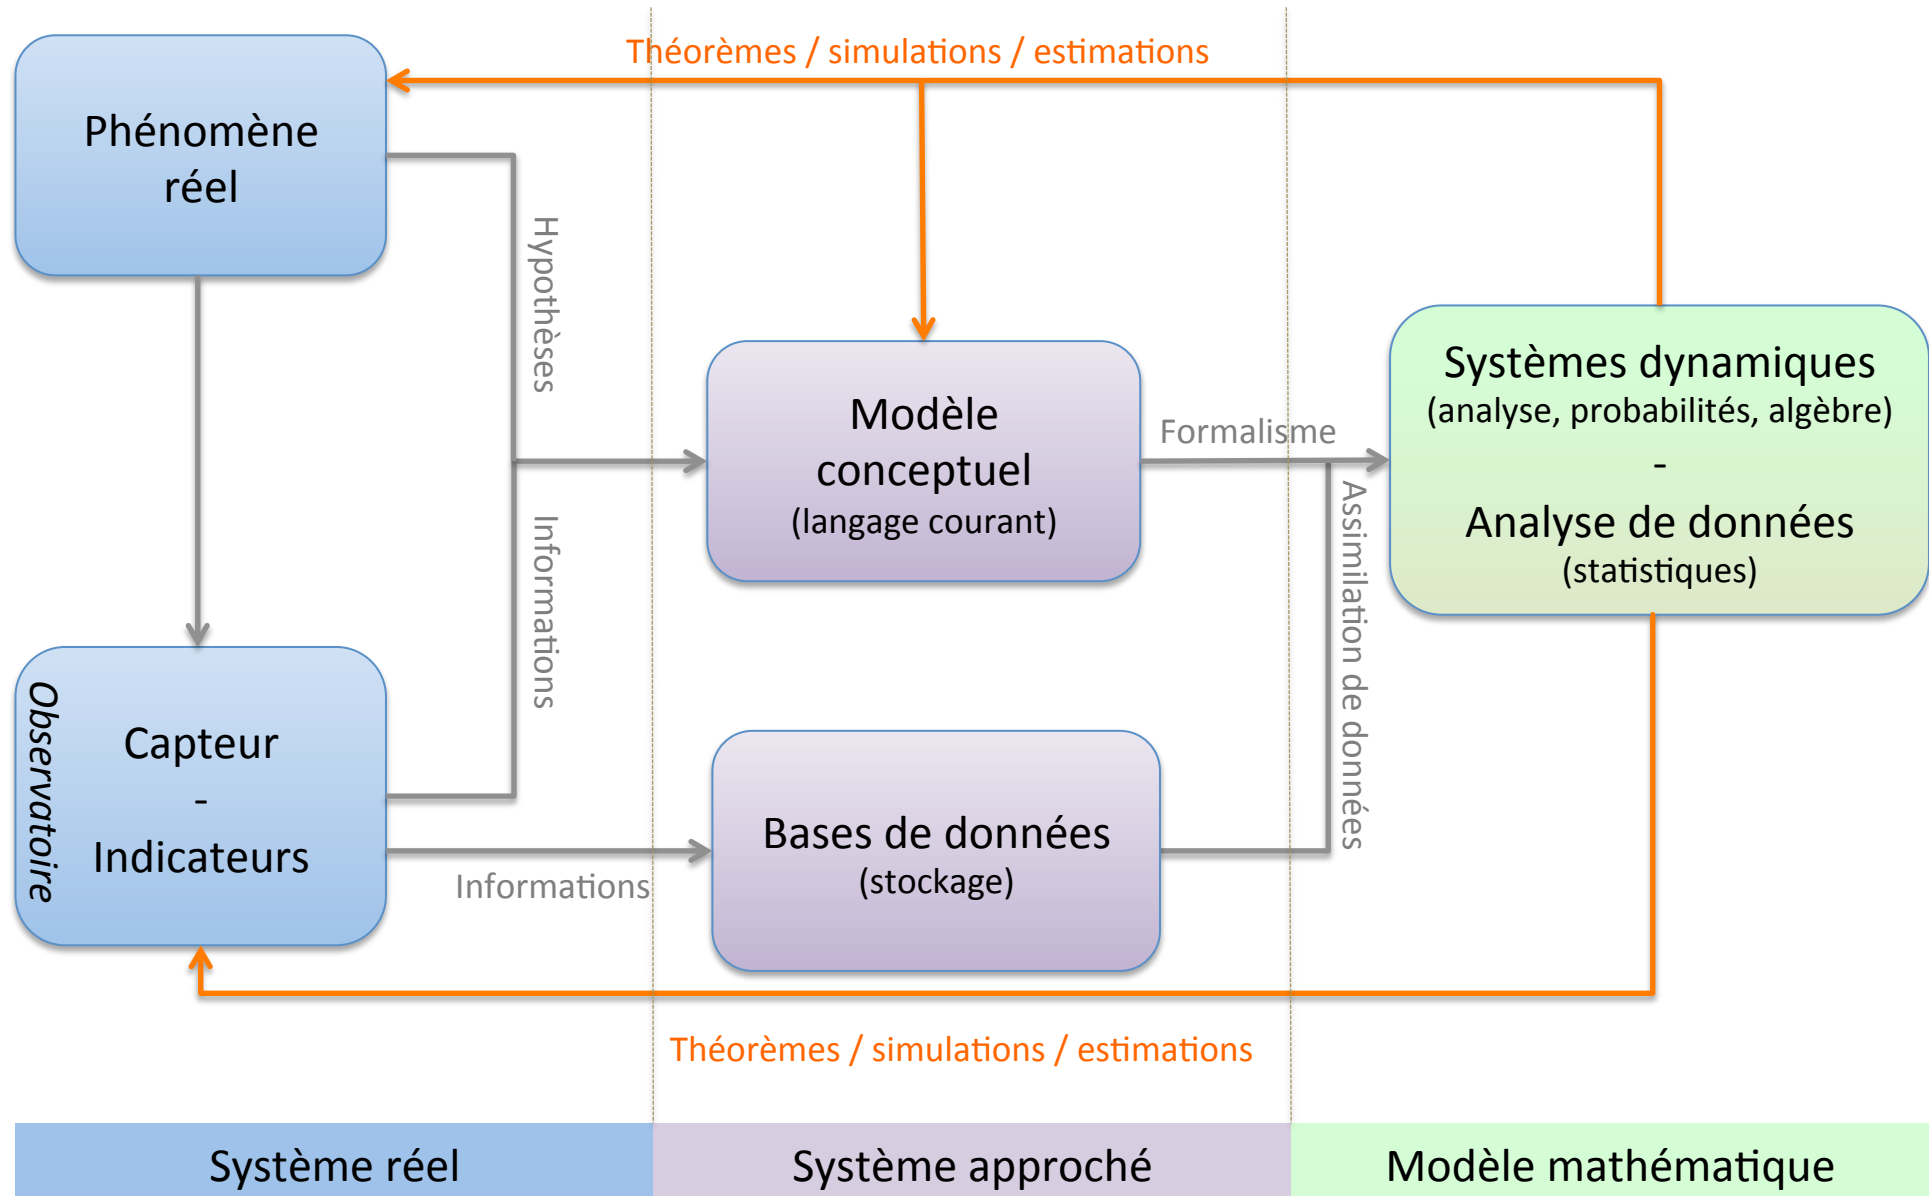 Théorèmes / simulations / estimations
Phénomène
réel
Hypothèses
Systèmes dynamiques
(analyse, probabilités, algèbre)
-
Analyse de données
(statistiques)
Modèle
conceptuel
(langage courant)
Formalisme
Assimilation de données
Informations
Observatoire
Capteur
-
Indicateurs
Bases de données
(stockage)
Informations
Théorèmes / simulations / estimations
Système réel
Système approché
Modèle mathématique